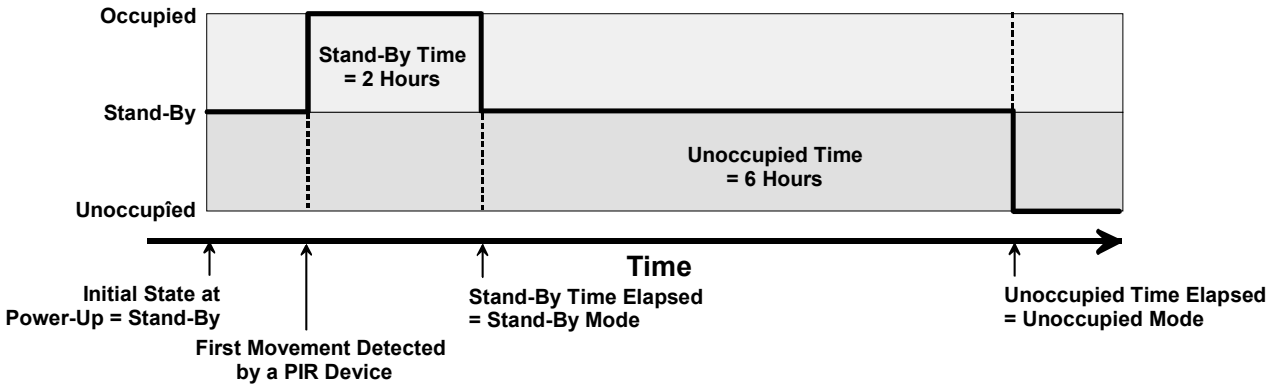 Occupied
Stand-By Time
= 2 Hours
Stand-By
Unoccupied Time
= 6 Hours
Unoccupîed
Time
Initial State at
Power-Up = Stand-By
First Movement Detected
by a PIR Device
Stand-By Time Elapsed
= Stand-By Mode
Unoccupied Time Elapsed
= Unoccupied Mode